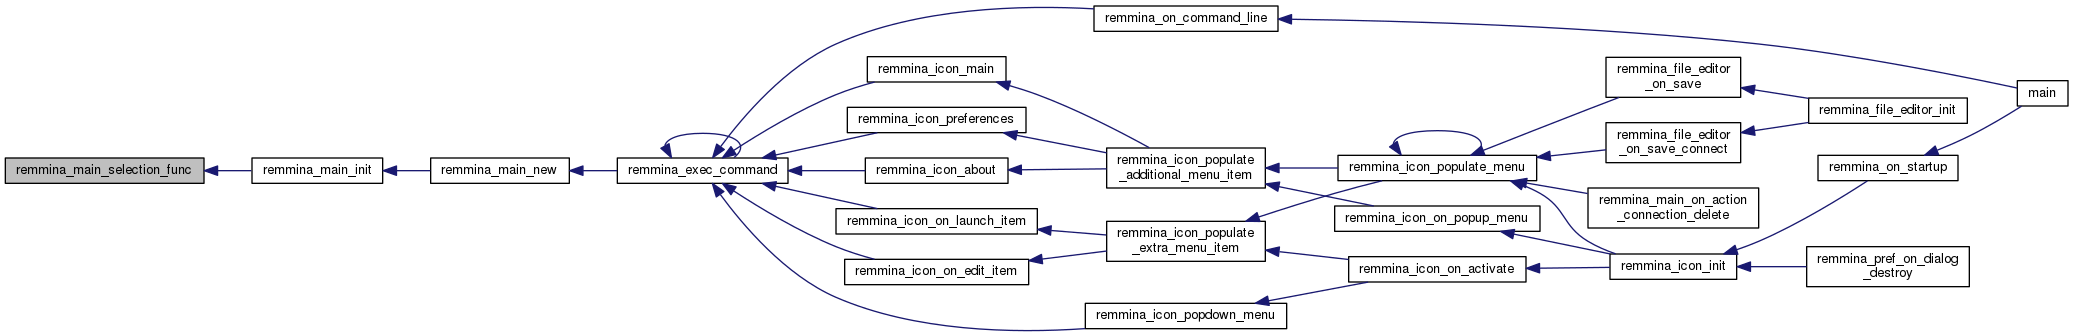 remmina_main_selection_func
remmina_main_init
remmina_main_new
remmina_exec_command
remmina_on_command_line
remmina_icon_main
remmina_icon_preferences
remmina_icon_about
remmina_icon_on_launch_item
remmina_icon_on_edit_item
remmina_icon_popdown_menu
remmina_icon_populate
_additional_menu_item
remmina_icon_populate
_extra_menu_item
remmina_icon_populate_menu
remmina_icon_on_popup_menu
remmina_icon_on_activate
remmina_file_editor
_on_save
remmina_file_editor
_on_save_connect
remmina_main_on_action
_connection_delete
remmina_icon_init
main
remmina_file_editor_init
remmina_on_startup
remmina_pref_on_dialog
_destroy